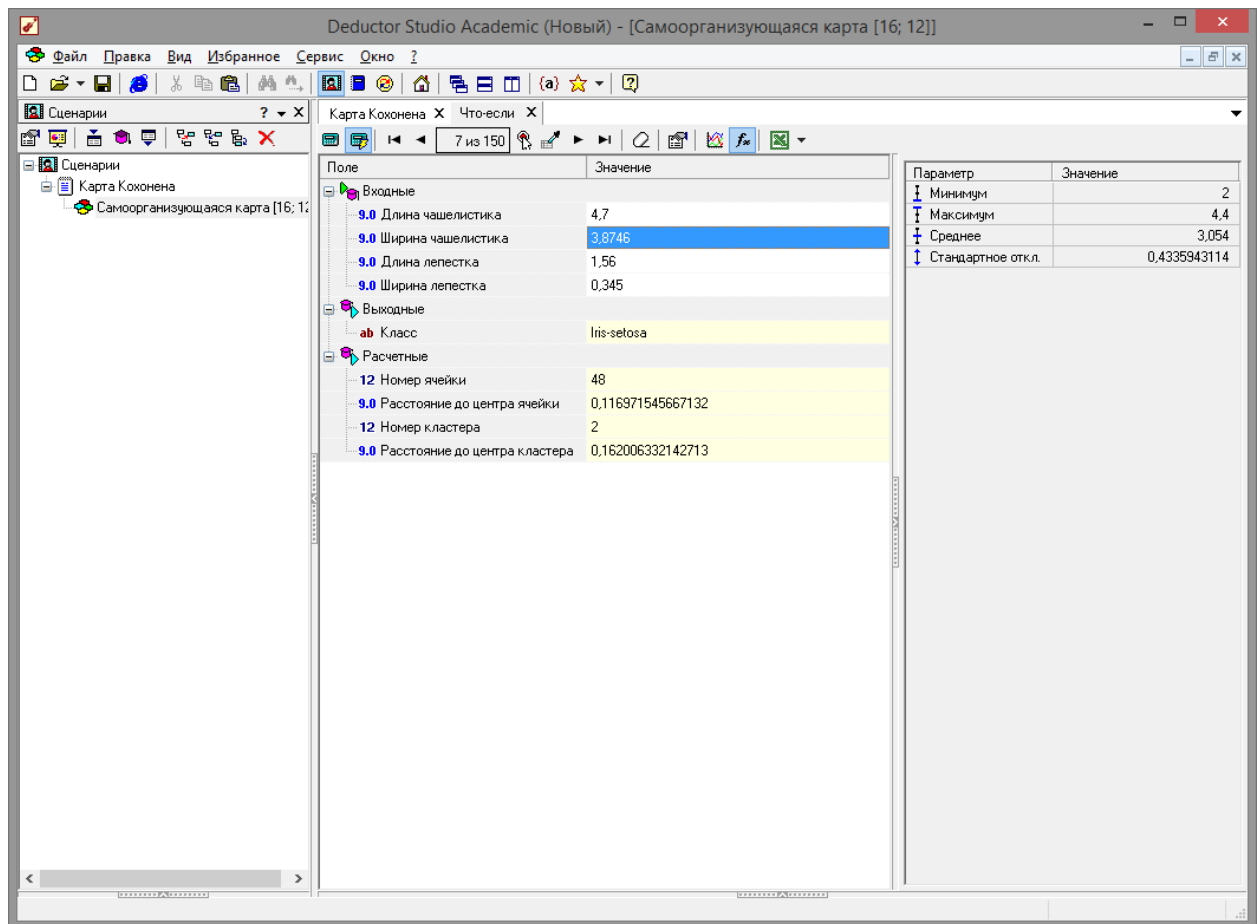 Deductor Studio Academic (Новый) - [Самоорганизующаяся карта [16; 12]]
Файл Правка Вид Избранное Сервис Окно ?
Сценарии ?
Сценарии
Карта Кохонена
Самоорганизующаяся карта [16; 12
Карта Кохонена X Что-если X
7 из 150
Поле Значение
Входные
9.0 Длина чашелистика 4,7
9.0 Ширина чашелистика 3,8746
9.0 Длина лепестка 1,56
9.0 Ширина лепестка 0,345
Выходные
ab Класс Iris-setosa
Расчетные
12 Номер ячейки 48
9.0 Расстояние до центра ячейки 0,116971545667132
12 Номер кластера 2
9.0 Расстояние до центра кластера 0,162006332142713
Параметр Значение
Минимум 2
Максимум 4,4
Среднее 3,054
Стандартное откл. 0,4335943114